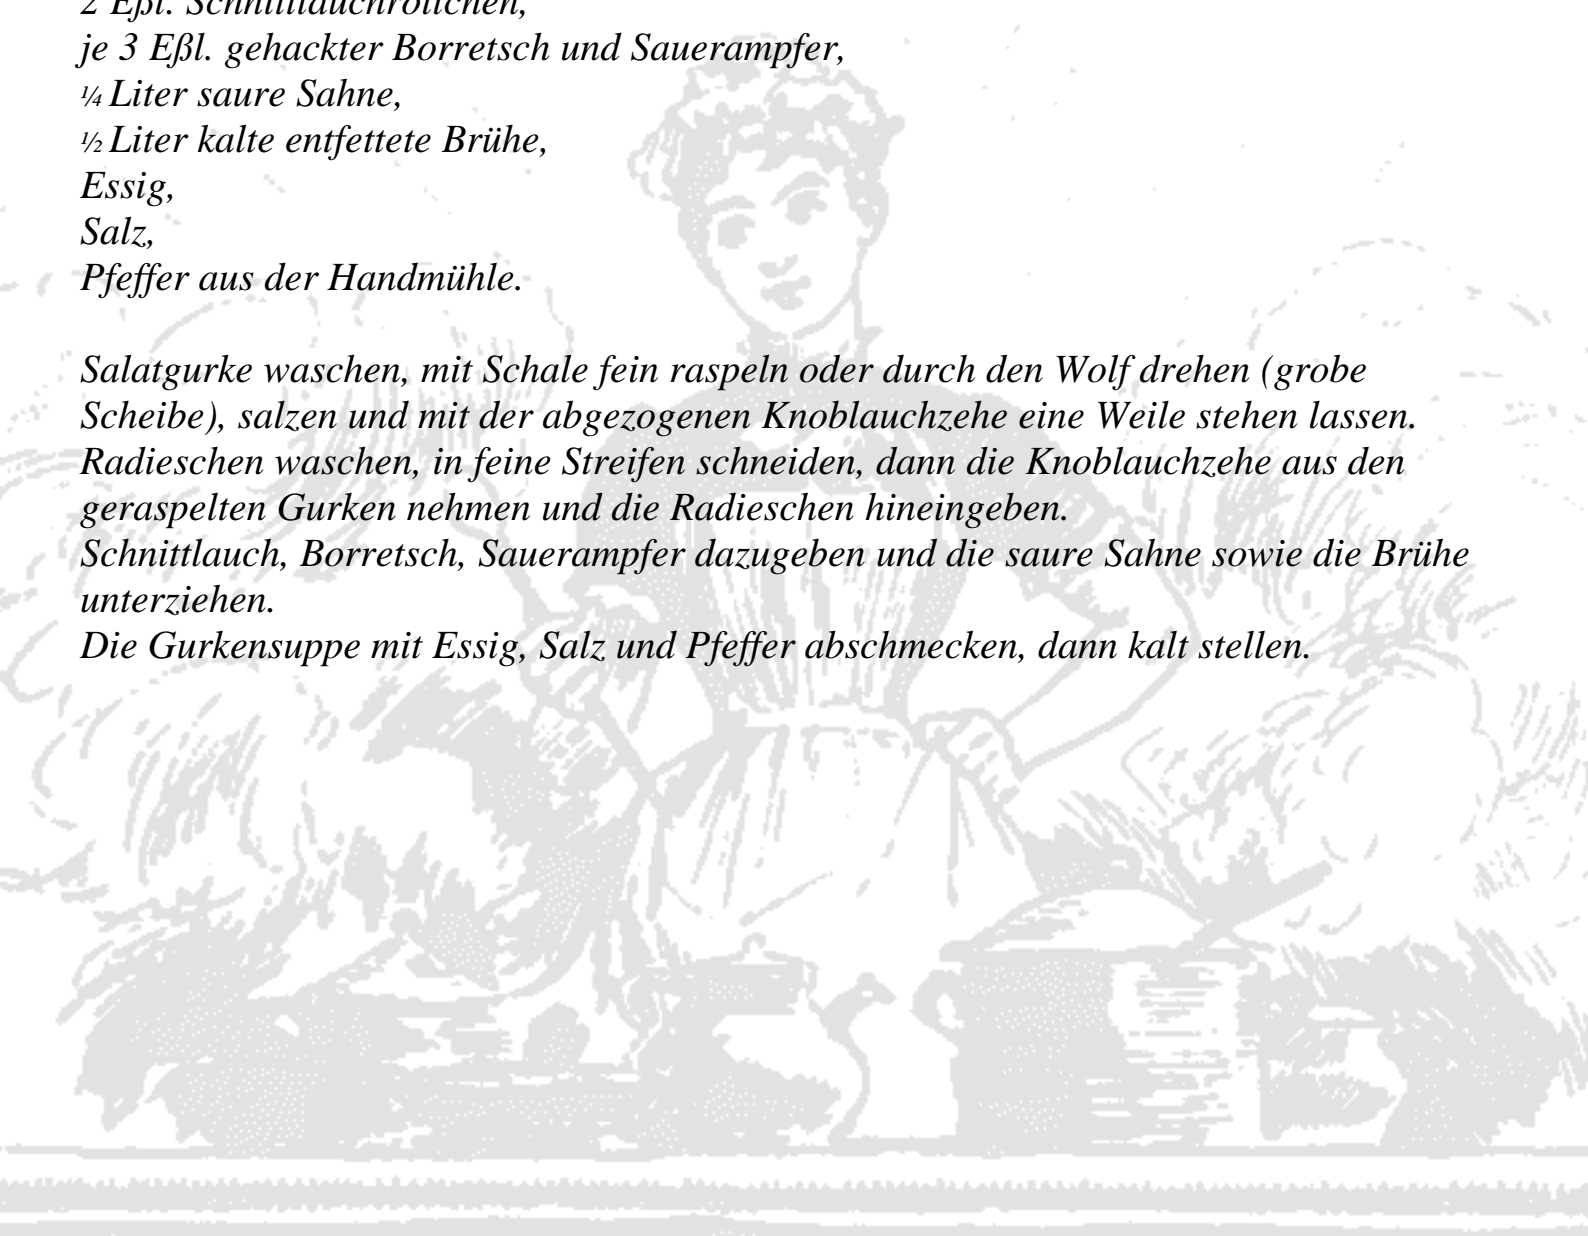 2 Eßl. Schnittlauchröllchen,
je 3 Eßl. gehackter Borretsch und Sauerampfer,
¼ Liter saure Sahne,
½ Liter kalte entfettete Brühe,
Essig,
Salz,
Pfeffer aus der Handmühle.
Salatgurke waschen, mit Schale fein raspeln oder durch den Wolf drehen (grobe
Scheibe), salzen und mit der abgezogenen Knoblauchzehe eine Weile stehen lassen.
Radieschen waschen, in feine Streifen schneiden, dann die Knoblauchzehe aus den
geraspelten Gurken nehmen und die Radieschen hineingeben.
Schnittlauch, Borretsch, Sauerampfer dazugeben und die saure Sahne sowie die Brühe
unterziehen.
Die Gurkensuppe mit Essig, Salz und Pfeffer abschmecken, dann kalt stellen.